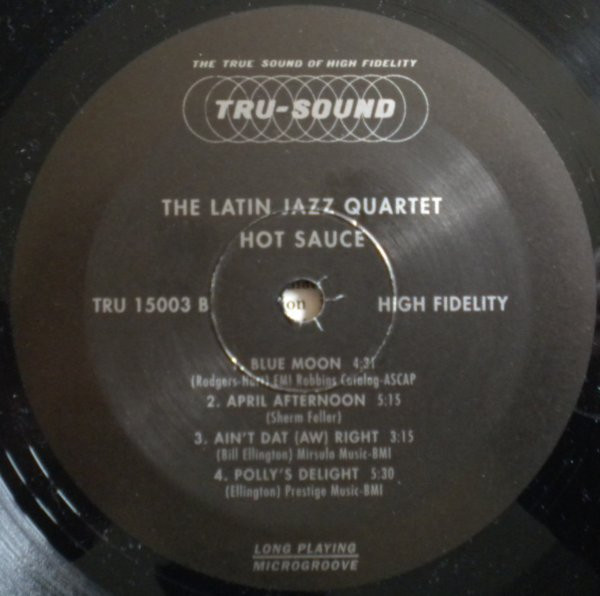 THE TRUE SOUND OF HIGH FIDELITY
TRU-SOUND
THE LATIN JAZZ QUARTET
HOT SAUCE
TRU 15003 B
HIGH FIDELITY
on
1. BLUE MOON 4:31
(Rodgers-Hart) EMI Robbins Catalog-ASCAP
2. APRIL AFTERNOON 5:15
(Sherm Feller)
3. AIN'T DAT (AW) RIGHT 3:15
(Bill Ellington) Mirsulo Music-BMI
4. POLLY'S DELIGHT 5:30
(Ellington) Prestige Music-BMI
LONG PLAYING
MICROGROOVE